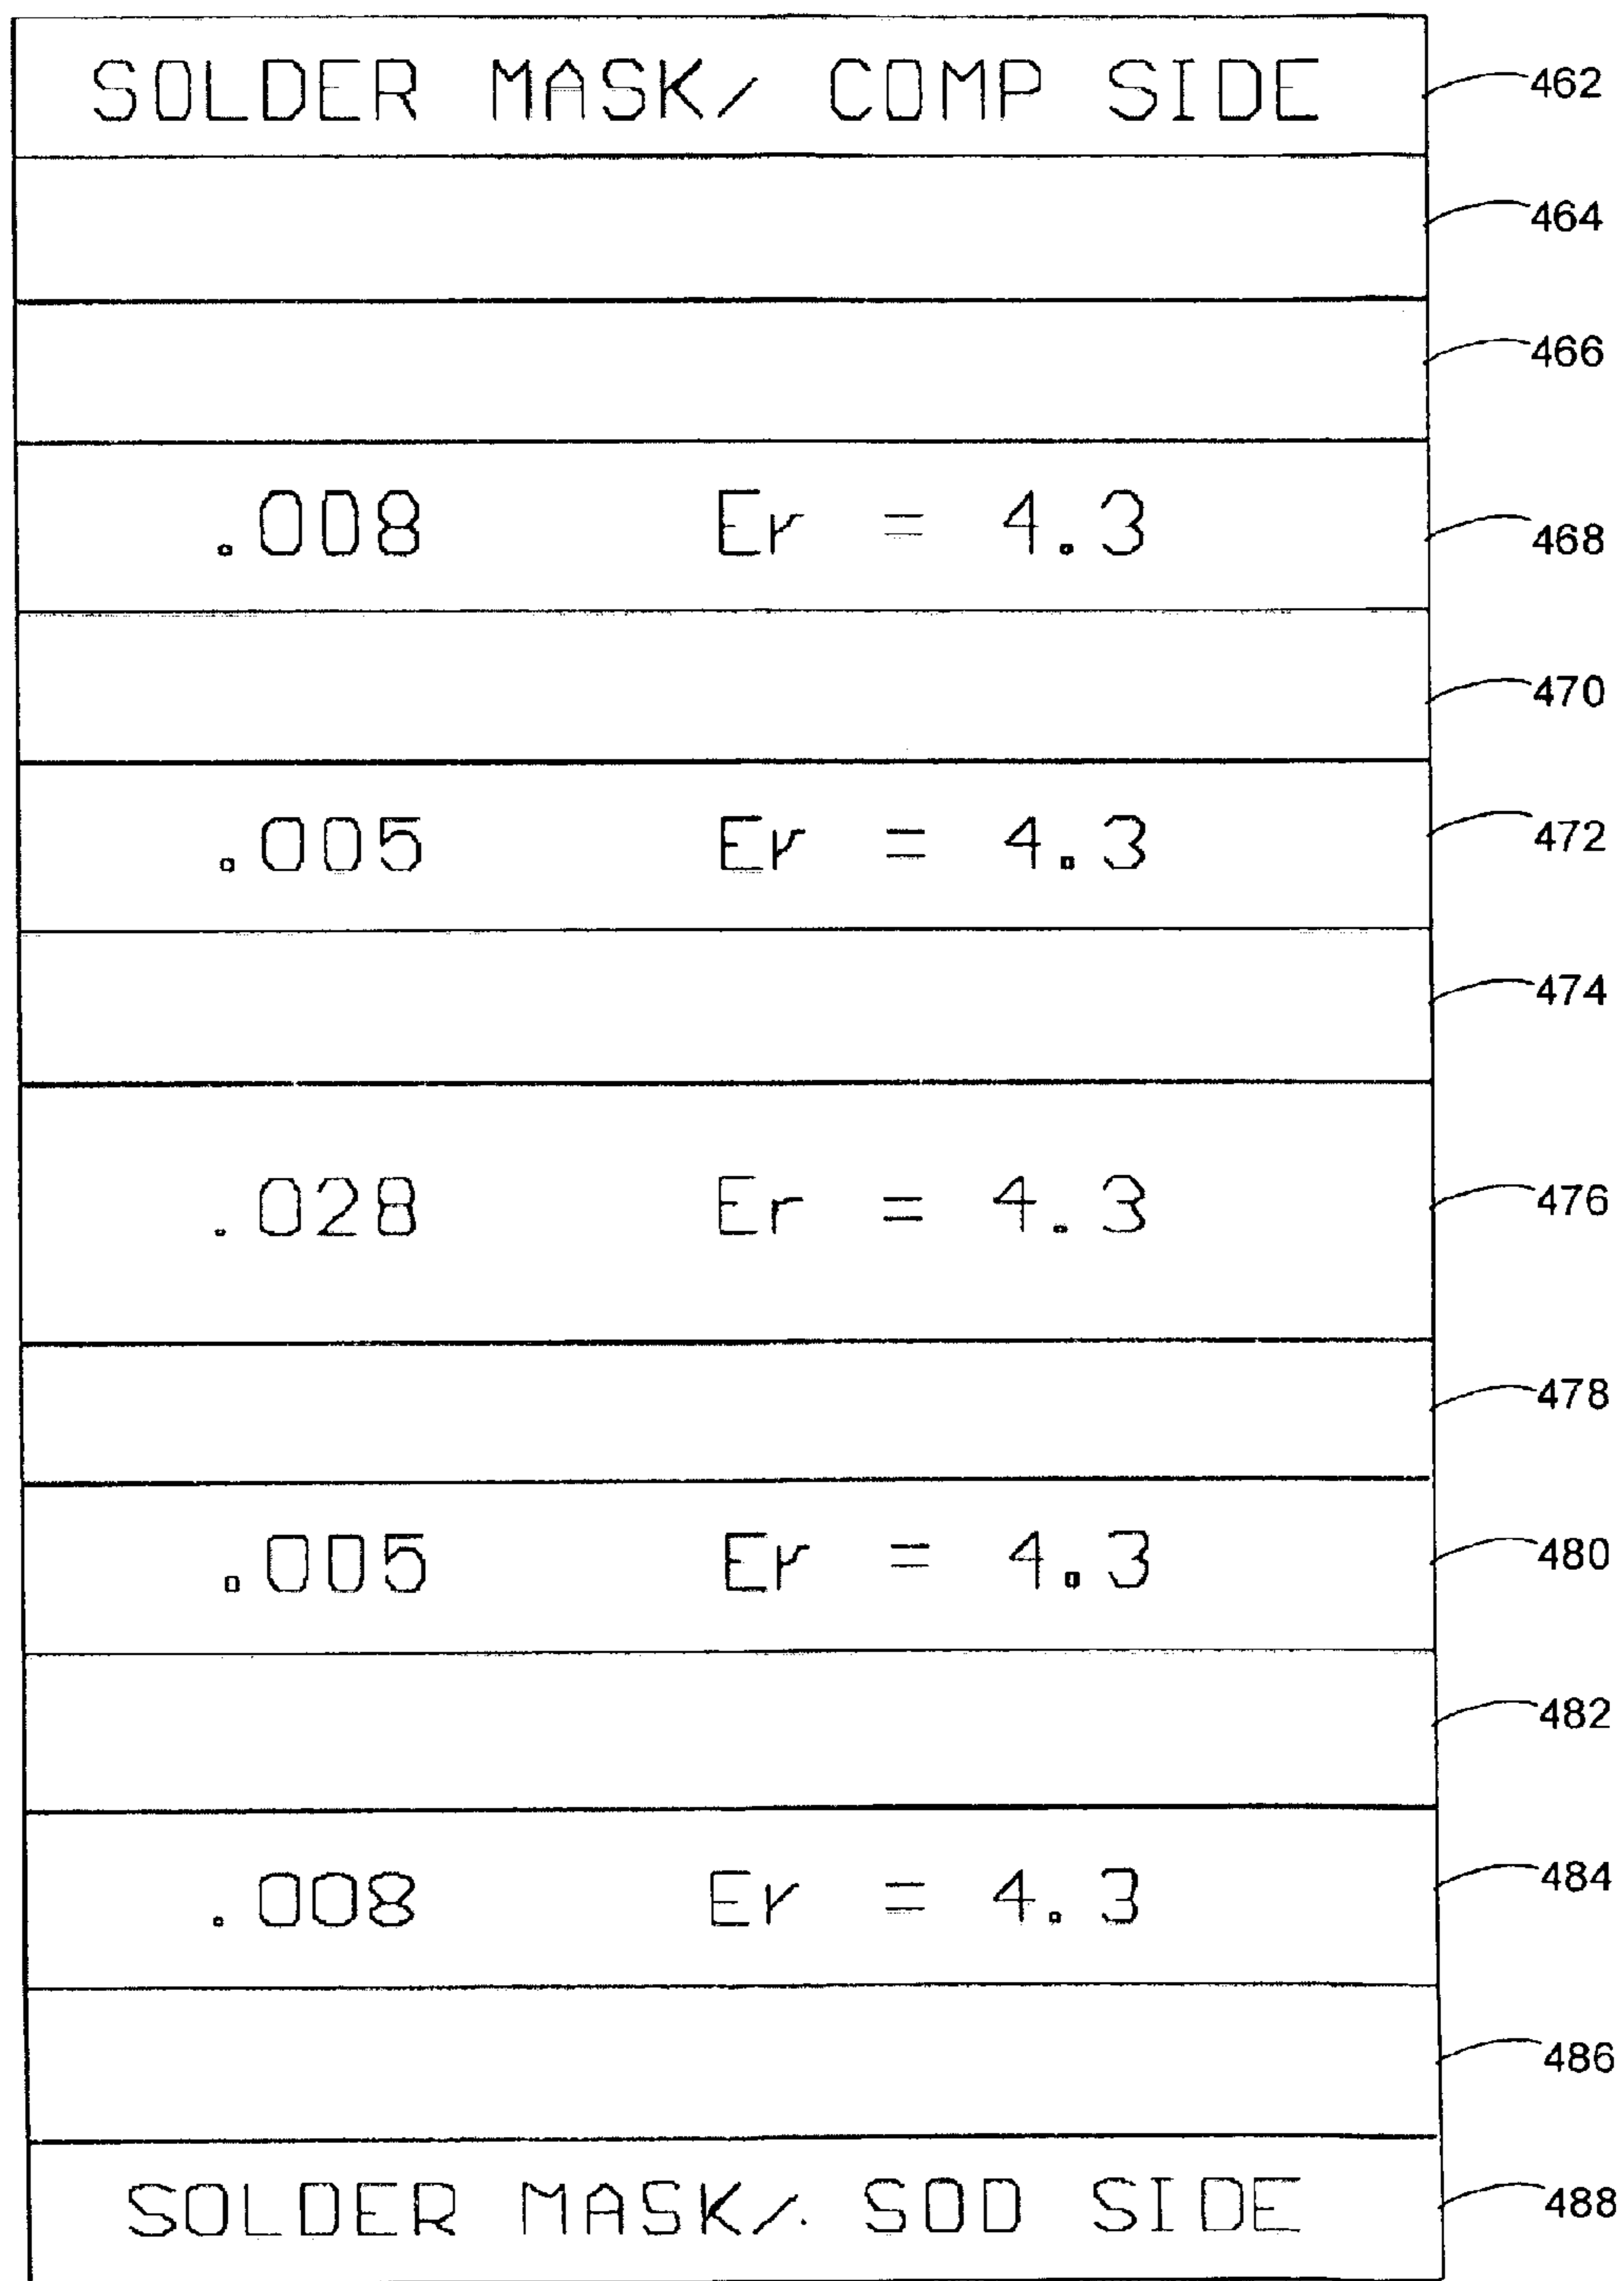 SOLDER MASK/ COMP SIDE 462
464
466
.008 Er = 4.3 468
470
.005 Er = 4.3 472
474
.028 Er = 4.3 476
478
.005 Er = 4.3 480
482
.008 Er = 4.3 484
486
SOLDER MASK/. SOD SIDE 488